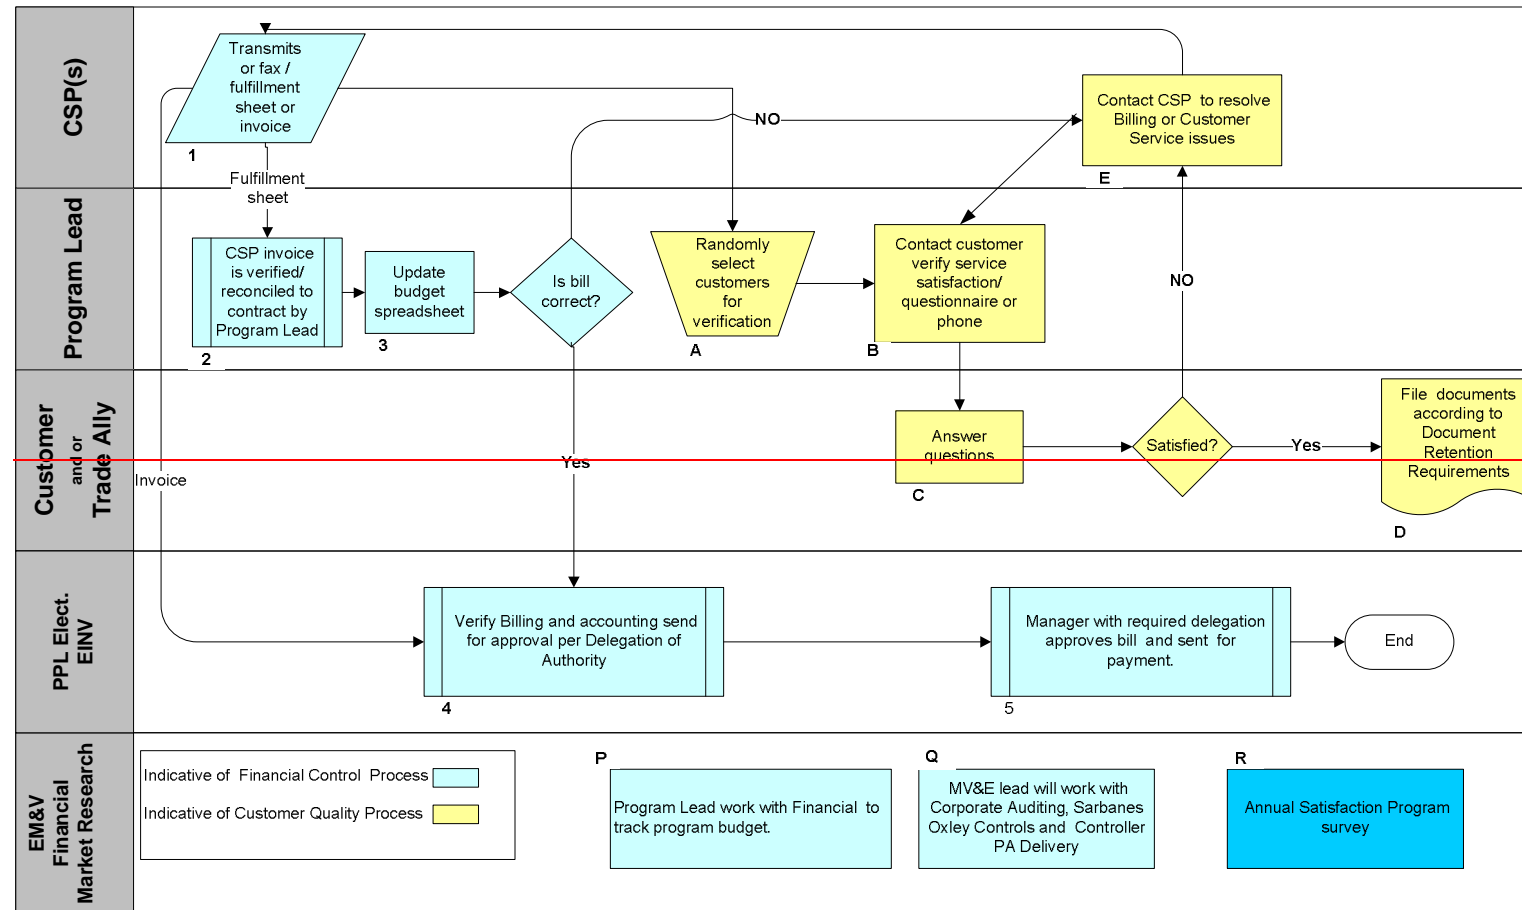 CSP(s)
Transmits
or fax /
fulfillment
sheet or
invoice
1
Fulfillment
sheet
NO
Contact CSP to resolve
Billing or Customer
Service issues
E
Program Lead
CSP invoice
is verified/
reconciled to
contract by
Program Lead
2
Update
budget
spreadsheet
3
Is bill
correct?
Randomly
select
customers
for
verification
A
Contact customer
verify service
satisfaction/
questionnaire or
phone
B
NO
Customer
and or
Trade Ally
Invoice
Yes
Answer
questions
C
Satisfied?
Yes
File documents
according to
Document
Retention
Requirements
D
PPL Elect.
EINV
Verify Billing and accounting send
for approval per Delegation of
Authority
4
Manager with required delegation
approves bill and sent for
payment.
5
End
EM&V
Financial
Market Research
Indicative of Financial Control Process
Indicative of Customer Quality Process
P
Program Lead work with Financial to
track program budget.
Q
MV&E lead will work with
Corporate Auditing, Sarbanes
Oxley Controls and Controller
PA Delivery
R
Annual Satisfaction Program
survey